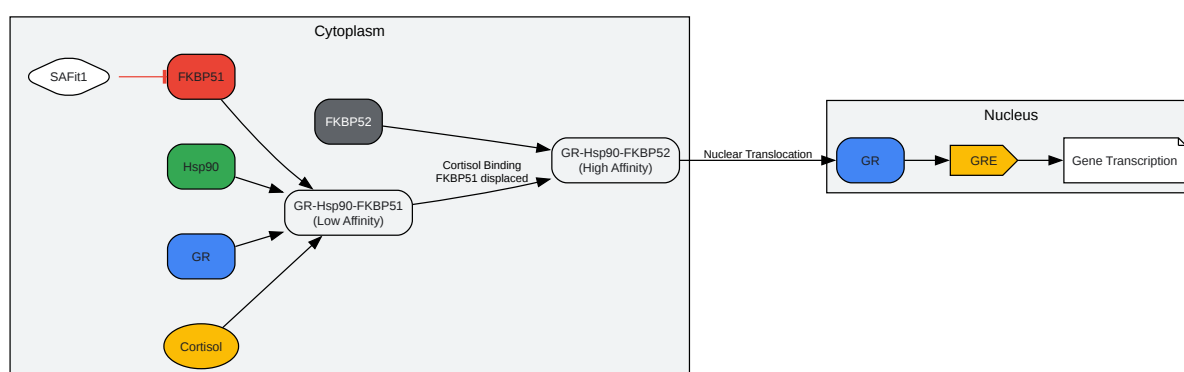 Cytoplasm
SAFit1
FKBP51
FKBP52
Hsp90
Cortisol Binding
FKBP51 displaced
GR-Hsp90-FKBP52
(High Affinity)
GR-Hsp90-FKBP51
(Low Affinity)
GR
Cortisol
Nuclear Translocation
Nucleus
GR
GRE
Gene Transcription